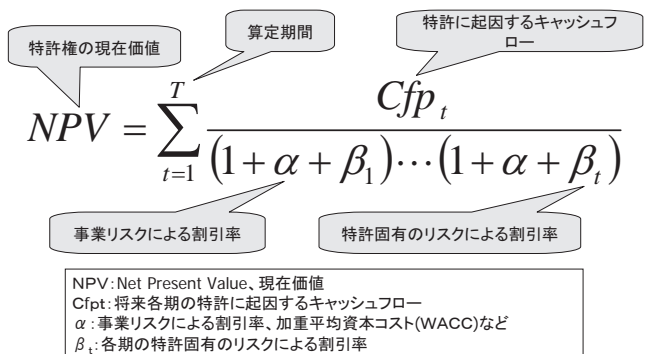 特許権の現在価値
算定期間
特許に起因するキャッシュフ
ロー
NPV = \sum_{t=1}^{T} \frac{Cfp_t}{(1+α+β_1)⋯(1+α+β_t)}
事業リスクによる割引率
特許固有のリスクによる割引率
NPV:Net Present Value、現在価値
Cfpt:将来各期の特許に起因するキャッシュフロー
α:事業リスクによる割引率、加重平均資本コスト(WACC)など
β_t:各期の特許固有のリスクによる割引率